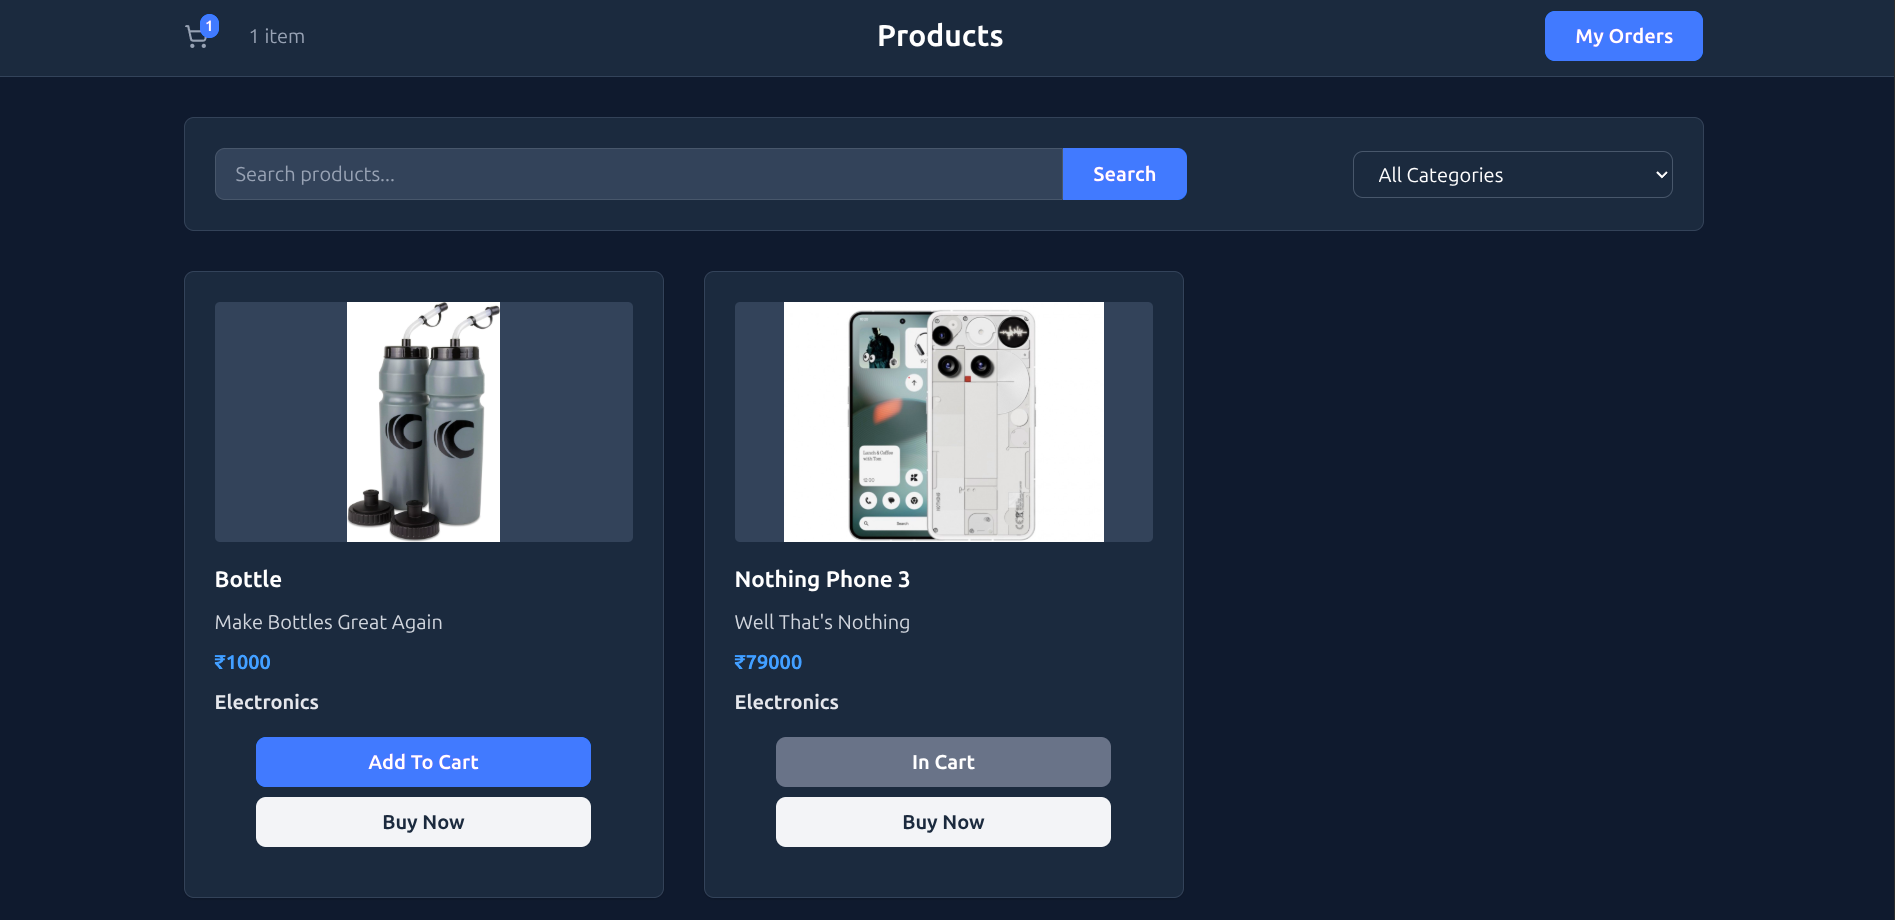 1
1 item
Products
My Orders
Search products...
Search
All Categories
Bottle
Make Bottles Great Again
₹1000
Electronics
Add To Cart
Buy Now
Nothing Phone 3
Well That's Nothing
₹79000
Electronics
In Cart
Buy Now